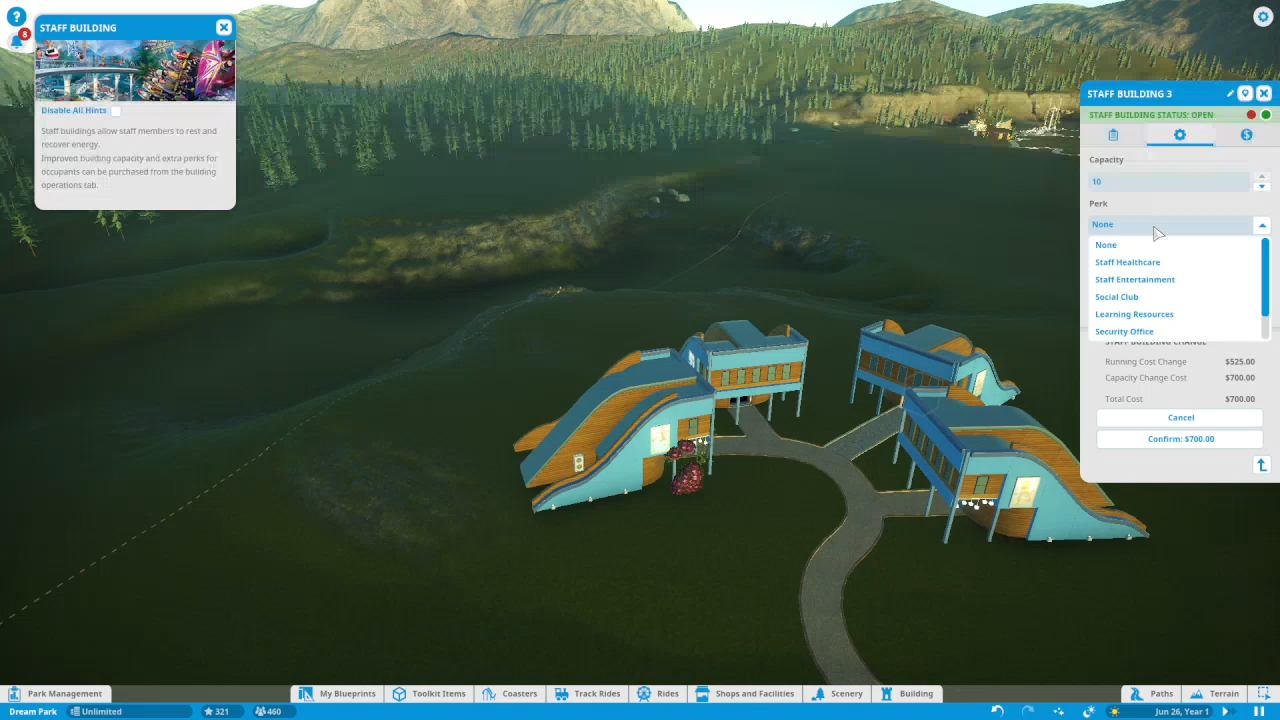 ?
8
STAFF BUILDING
Disable All Hints
Staff buildings allow staff members to rest and
recover energy.
Improved building capacity and extra perks for
occupants can be purchased from the building
operations tab.
STAFF BUILDING 3
STAFF BUILDING STATUS: OPEN
Capacity
10
Perk
None
None
Staff Healthcare
Staff Entertainment
Social Club
Learning Resources
Security Office
STAFF BUILDING CHANGE
Running Cost Change $525.00
Capacity Change Cost $700.00
Total Cost $700.00
Cancel
Confirm: $700.00
Park Management
My Blueprints
Toolkit Items
Coasters
Track Rides
Rides
Shops and Facilities
Scenery
Building
Paths
Terrain
Dream Park
Unlimited
321
460
Jun 26, Year 1